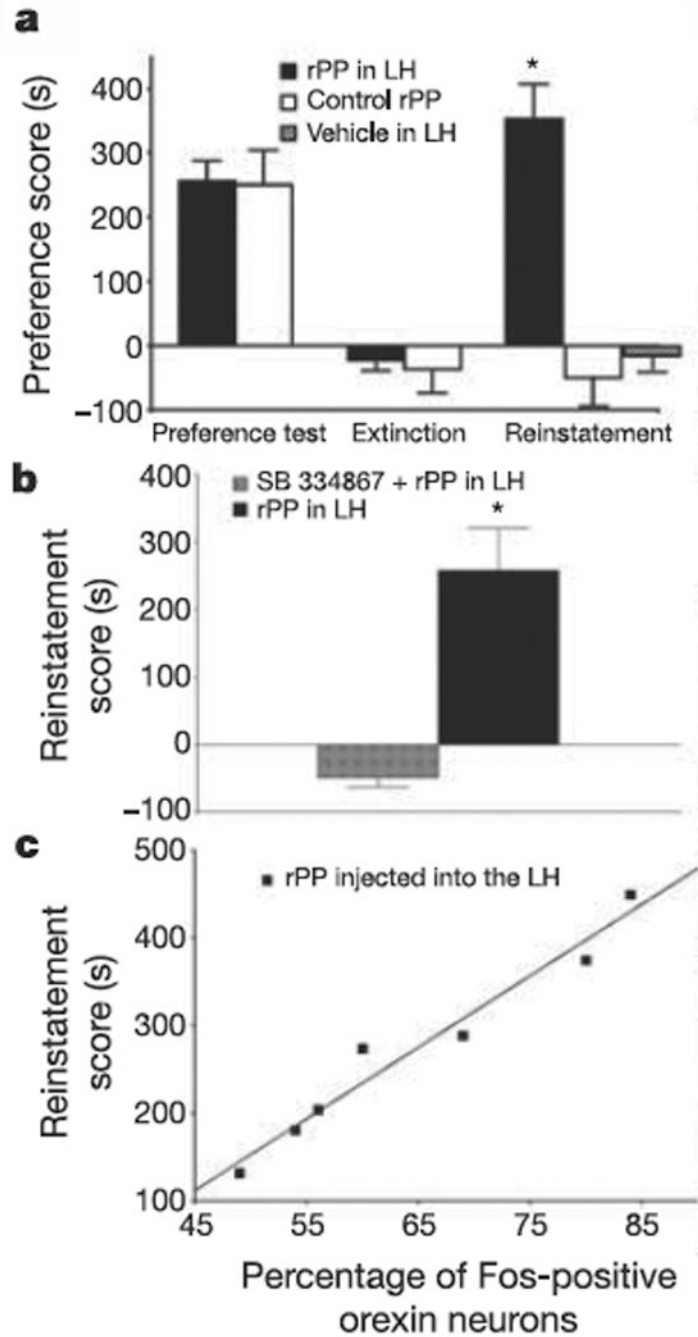 a
Preference score (s)
400
300
200
100
0
−100
rPP in LH
Control rPP
Vehicle in LH
*
Preference test
Extinction
Reinstatement
b
Reinstatement
score (s)
400
300
200
100
0
−100
SB 334867 + rPP in LH
rPP in LH
*
c
Reinstatement
score (s)
500
400
300
200
100
rPP injected into the LH
45
55
65
75
85
Percentage of Fos-positive
orexin neurons